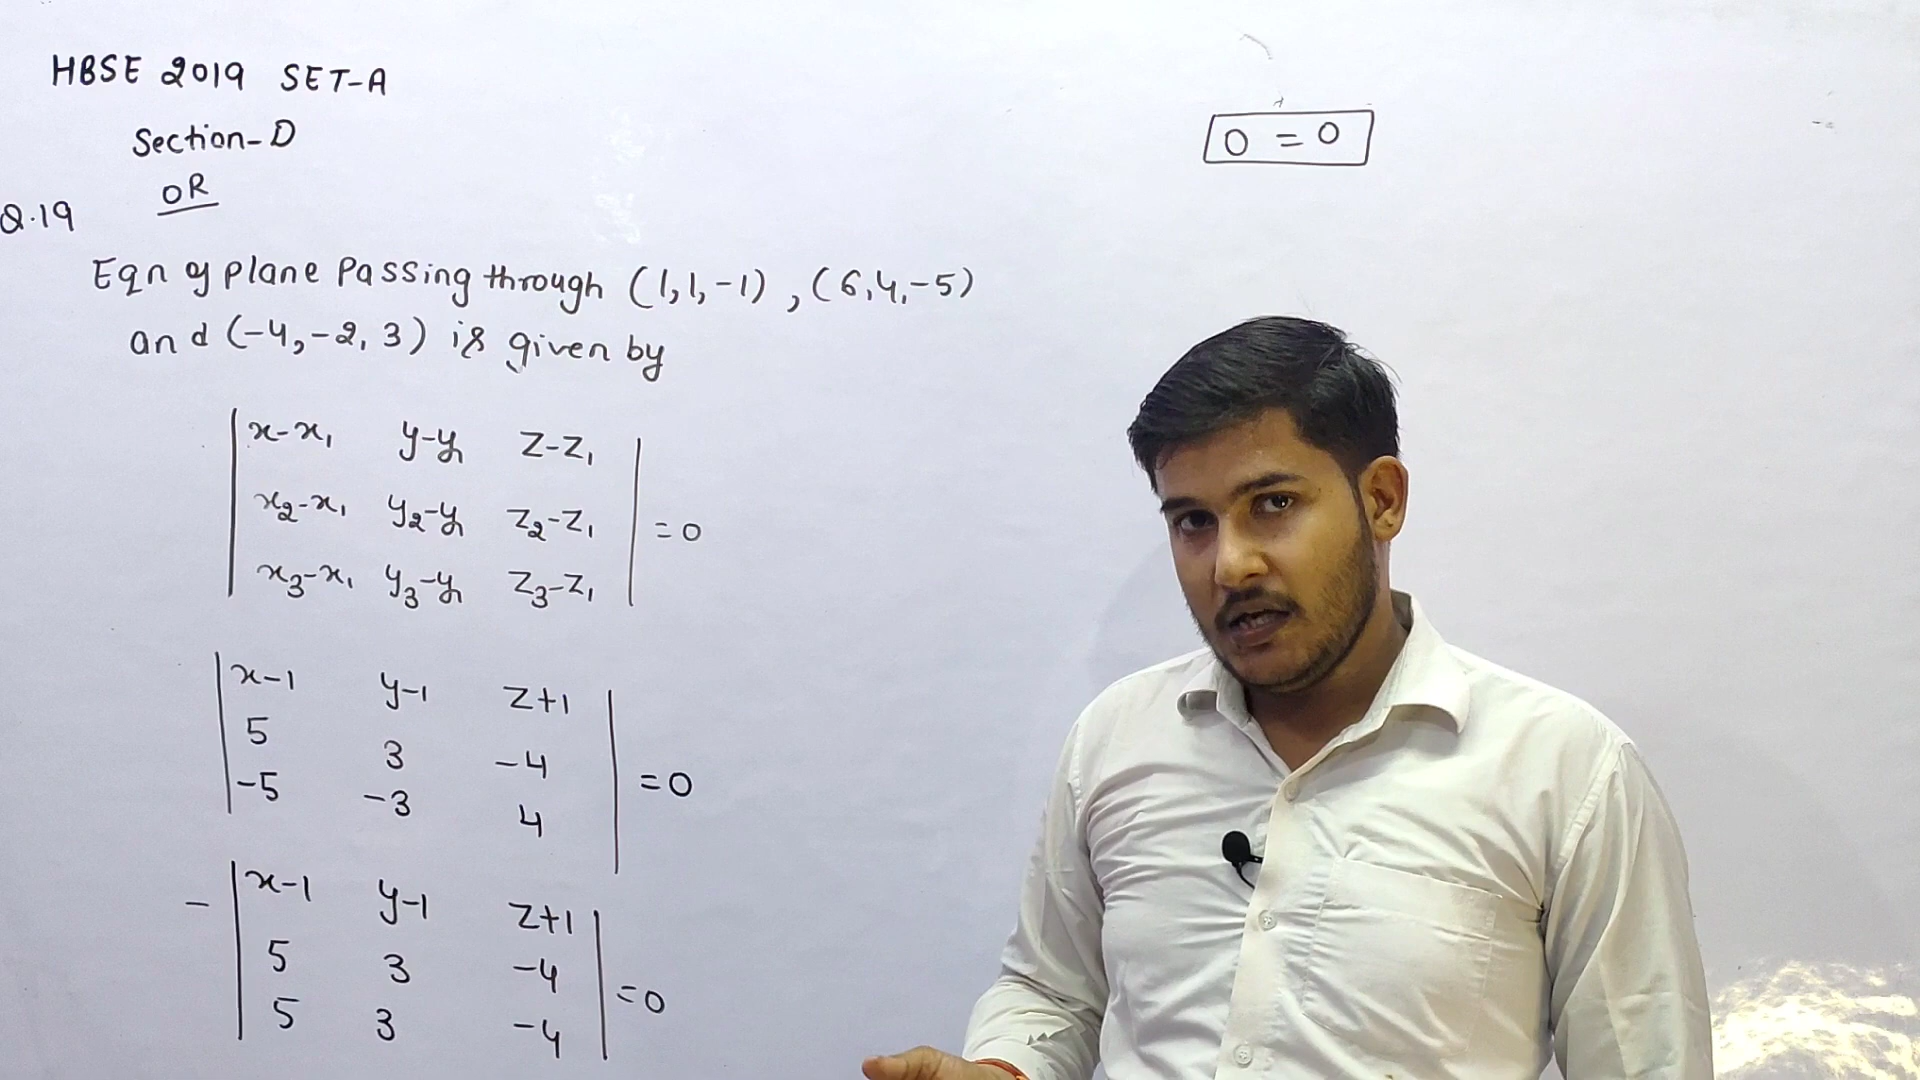 HBSE 2019 SET-A
Section-D
OR
Q.19
Eqn of plane Passing through (1,1,-1), (6,4,-5)
and (-4,-2,3) is given by
| x-x₁ y-y₁ z-z₁ |
| x₂-x₁ y₂-y₁ z₂-z₁ | =0
| x₃-x₁ y₃-y₁ z₃-z₁ |
| x-1 y-1 z+1 |
| 5 3 -4 |
| -5 -3 4 | =0
- | x-1 y-1 z+1 |
| 5 3 -4 |
| 5 3 -4 | =0
0 = 0